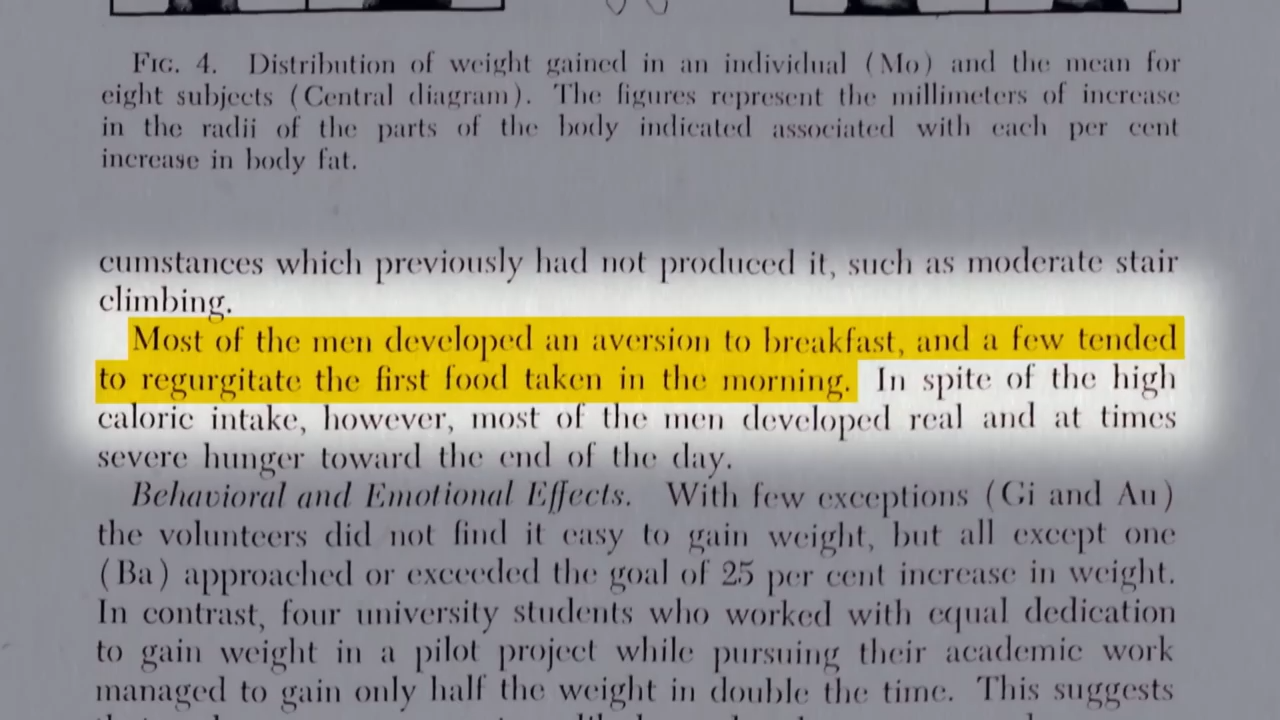 FIG. 4. Distribution of weight gained in an individual (Mo) and the mean for
eight subjects (Central diagram). The figures represent the millimeters of increase
in the radii of the parts of the body indicated associated with each per cent
increase in body fat.
cumstances which previously had not produced it, such as moderate stair
climbing.
Most of the men developed an aversion to breakfast, and a few tended
to regurgitate the first food taken in the morning. In spite of the high
caloric intake, however, most of the men developed real and at times
severe hunger toward the end of the day.
Behavioral and Emotional Effects. With few exceptions (Gi and Au)
the volunteers did not find it easy to gain weight, but all except one
(Ba) approached or exceeded the goal of 25 per cent increase in weight.
In contrast, four university students who worked with equal dedication
to gain weight in a pilot project while pursuing their academic work
managed to gain only half the weight in double the time. This suggests